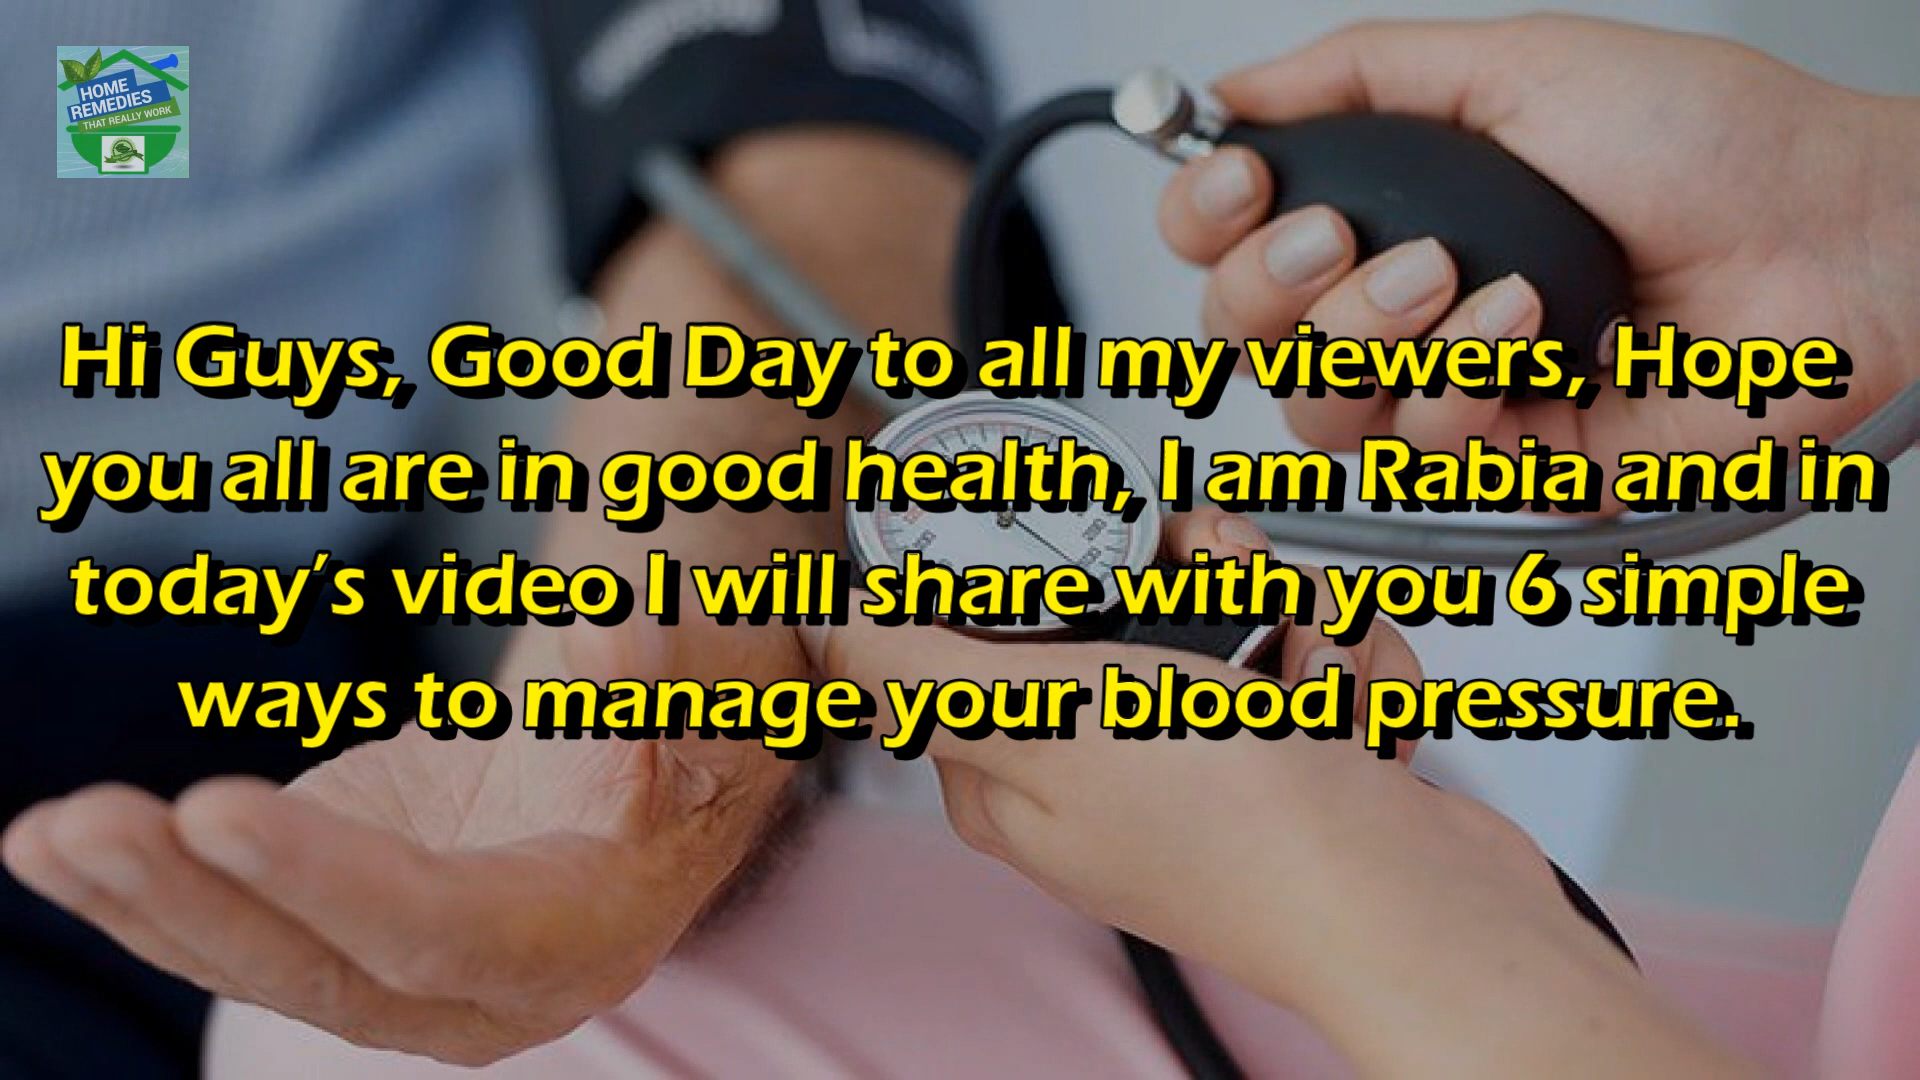 HOME
REMEDIES
THAT REALLY WORK
Hi Guys, Good Day to all my viewers, Hope
you all are in good health, I am Rabia and in
today's video I will share with you 6 simple
ways to manage your blood pressure.